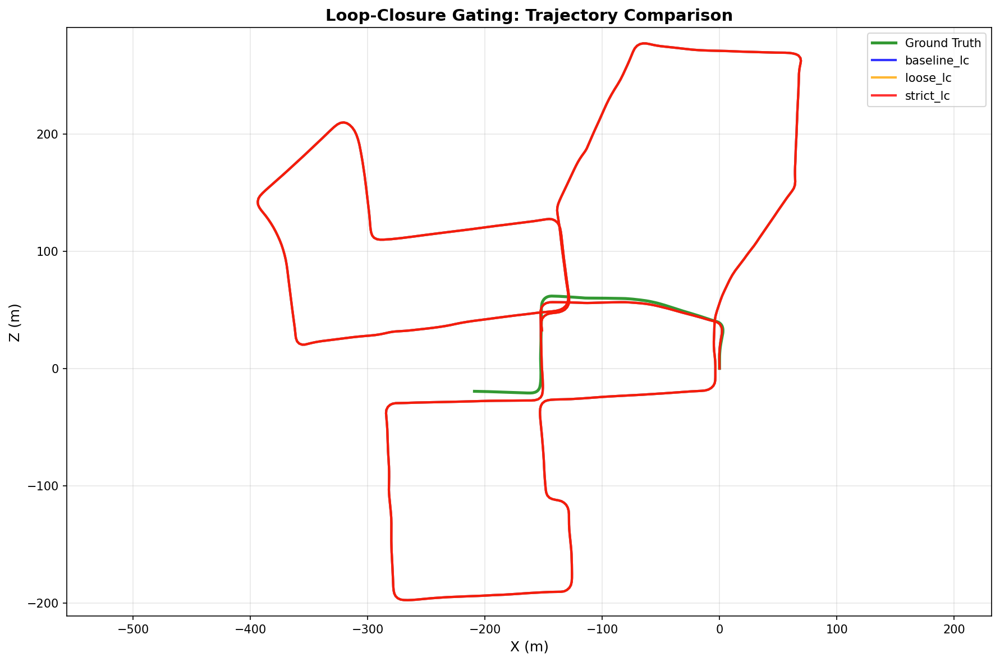 Loop-Closure Gating: Trajectory Comparison
Ground Truth
baseline_lc
loose_lc
strict_lc
200
100
0
−100
−200
Z (m)
−500 −400 −300 −200 −100 0 100 200
X (m)